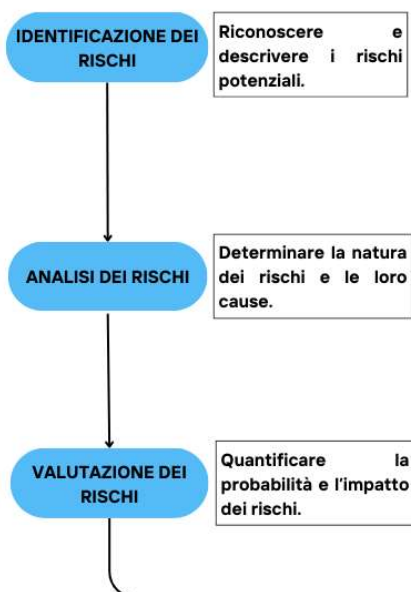 IDENTIFICAZIONE DEI
RISCHI
Riconoscere e
descrivere i rischi
potenziali.
ANALISI DEI RISCHI
Determinare la natura
dei rischi e le loro
cause.
VALUTAZIONE DEI
RISCHI
Quantificare la
probabilità e l'impatto
dei rischi.